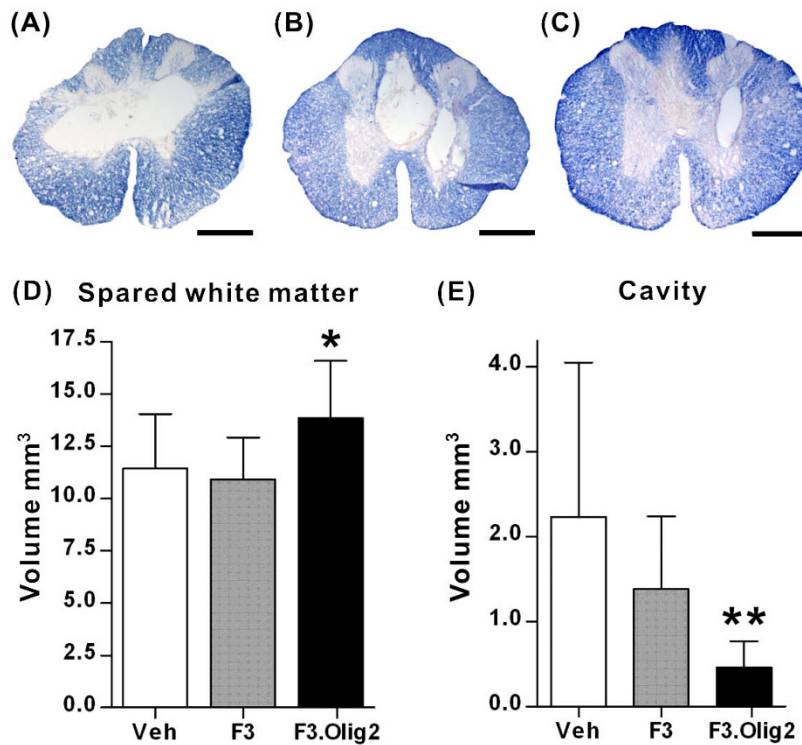 (A)
(B)
(C)
(D) Spared white matter
17.5
15.0
12.5
10.0
7.5
5.0
2.5
0.0
Volume mm³
*
Veh
F3
F3.Olig2
(E) Cavity
4.0
3.0
2.0
1.0
0.0
Volume mm³
**
Veh
F3
F3.Olig2